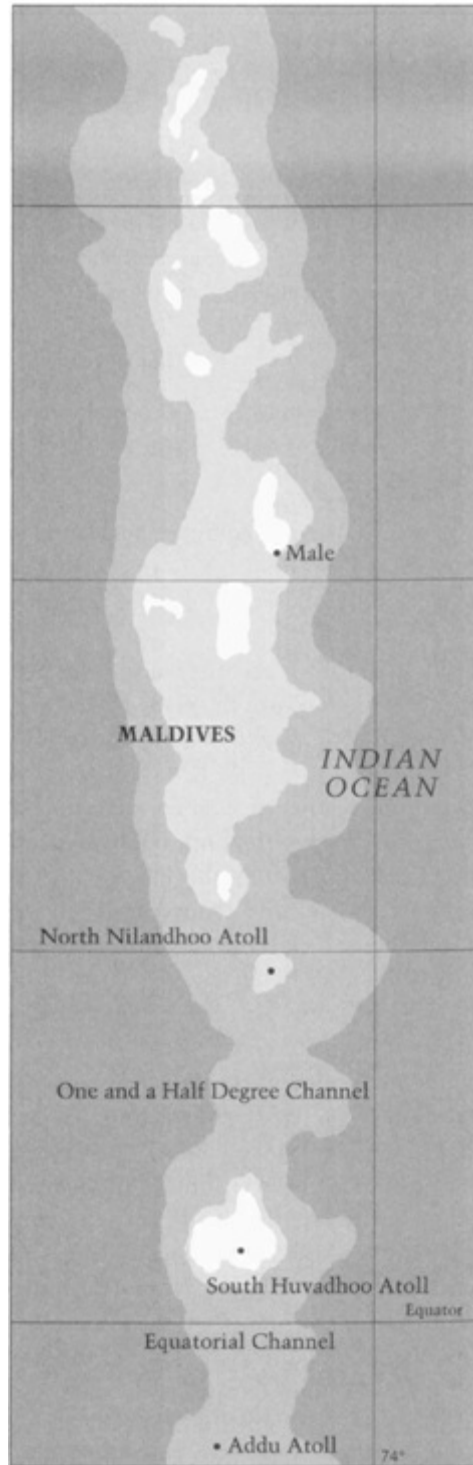 Male
MALDIVES
INDIAN
OCEAN
North Nilandhoo Atoll
One and a Half Degree Channel
South Huvadhoo Atoll
Equator
Equatorial Channel
Addu Atoll
74°